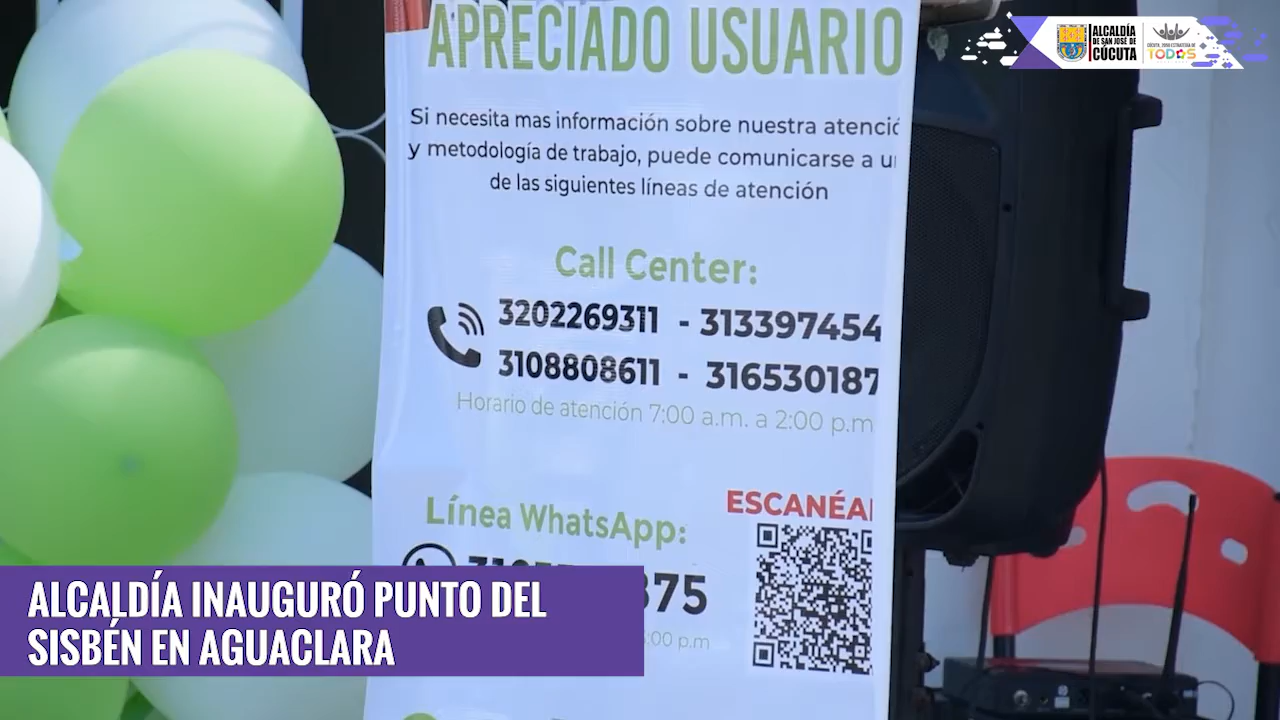 APRECIADO USUARIO
ALCALDÍA
DE SAN JOSÉ DE
CÚCUTA
TODOS
Si necesita mas información sobre nuestra atenció
y metodología de trabajo, puede comunicarse a u
de las siguientes líneas de atención
Call Center:
3202269311 - 313397454
3108808611 - 316530187
Horario de atención 7:00 a.m. a 2:00 p.m
Línea WhatsApp:
ESCANÉA
375
:00 p.m
ALCALDÍA INAUGURÓ PUNTO DEL
SISBÉN EN AGUACLARA